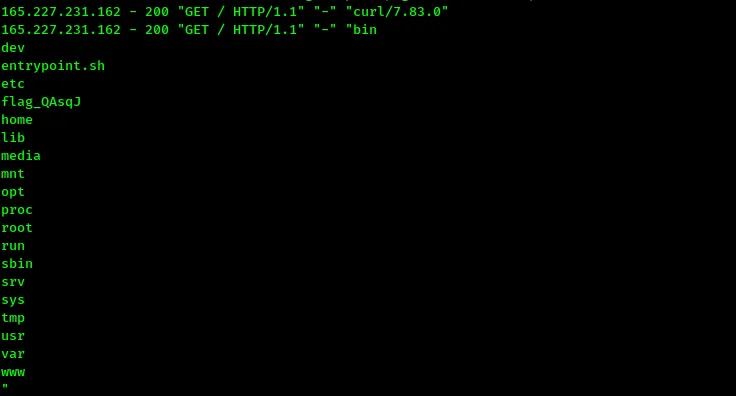 165.227.231.162 - 200 "GET / HTTP/1.1" "-" "curl/7.83.0"
165.227.231.162 - 200 "GET / HTTP/1.1" "-" "bin
dev
entrypoint.sh
etc
flag_QAsqJ
home
lib
media
mnt
opt
proc
root
run
sbin
srv
sys
tmp
usr
var
www
"